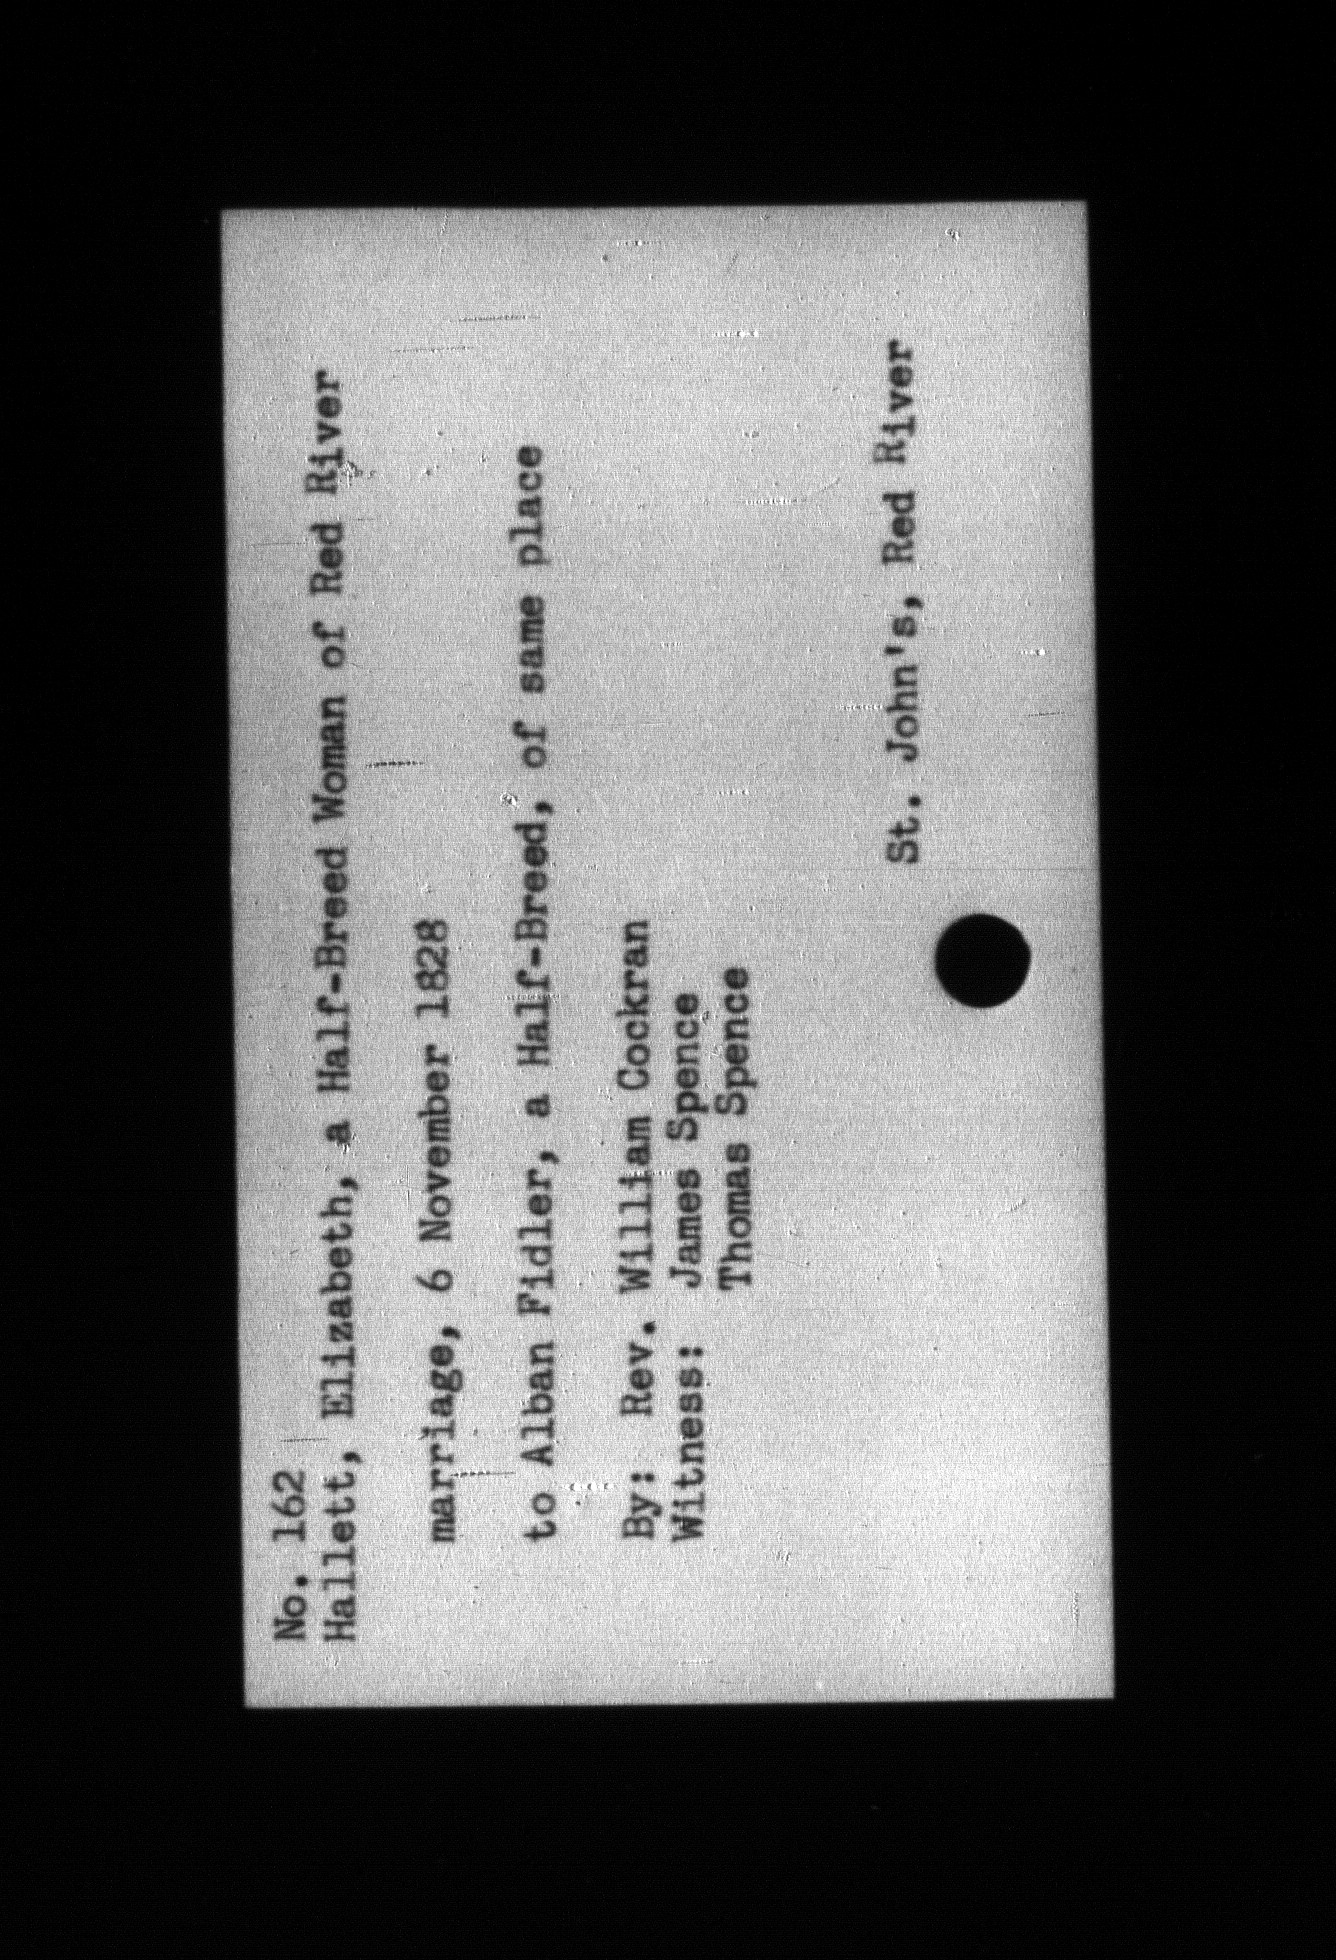 No. 162
Hallett, Elizabeth, a Half-Breed Woman of Red River
marriage, 6 November 1828
to Alban Fidler, a Half-Breed, of same place
By: Rev. William Cockran
Witness: James Spence
Thomas Spence
St. John's, Red River